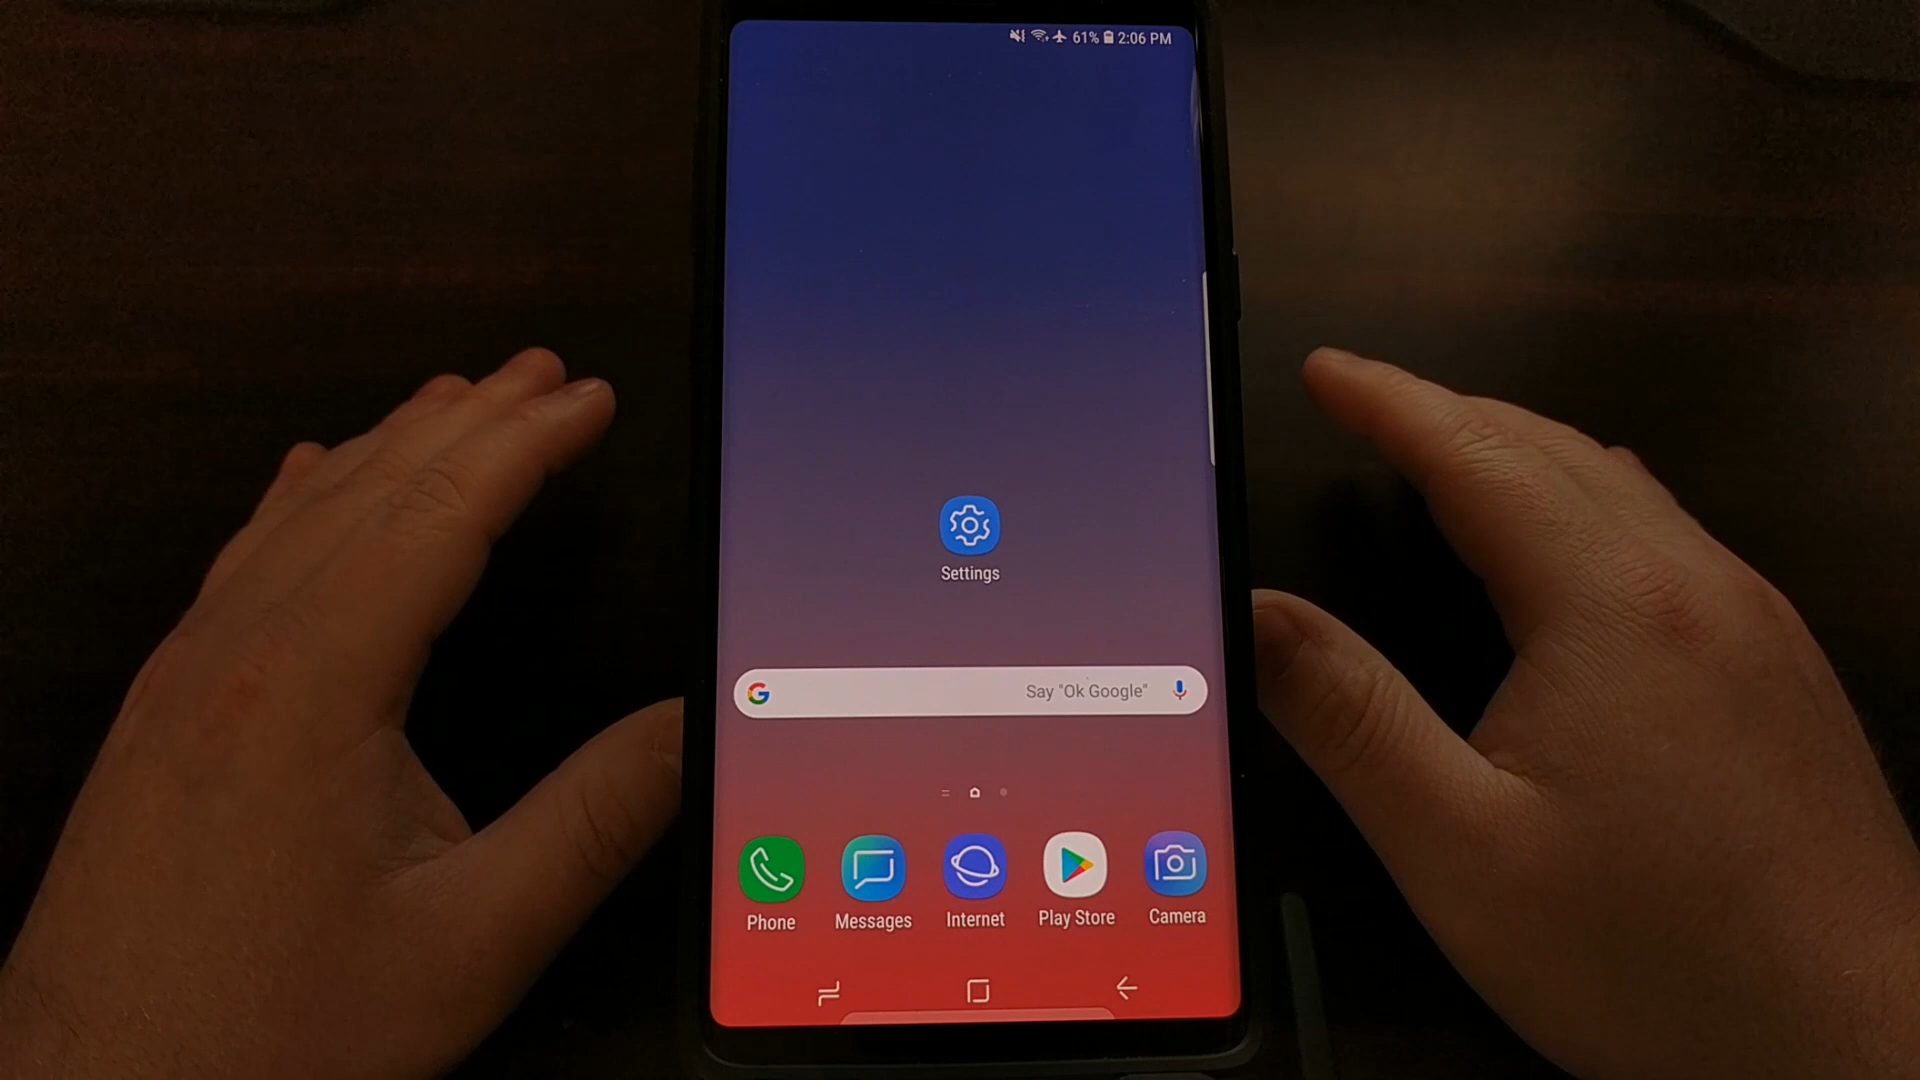 61% 2:06 PM
Settings
Say "Ok Google"
Phone Messages Internet Play Store Camera